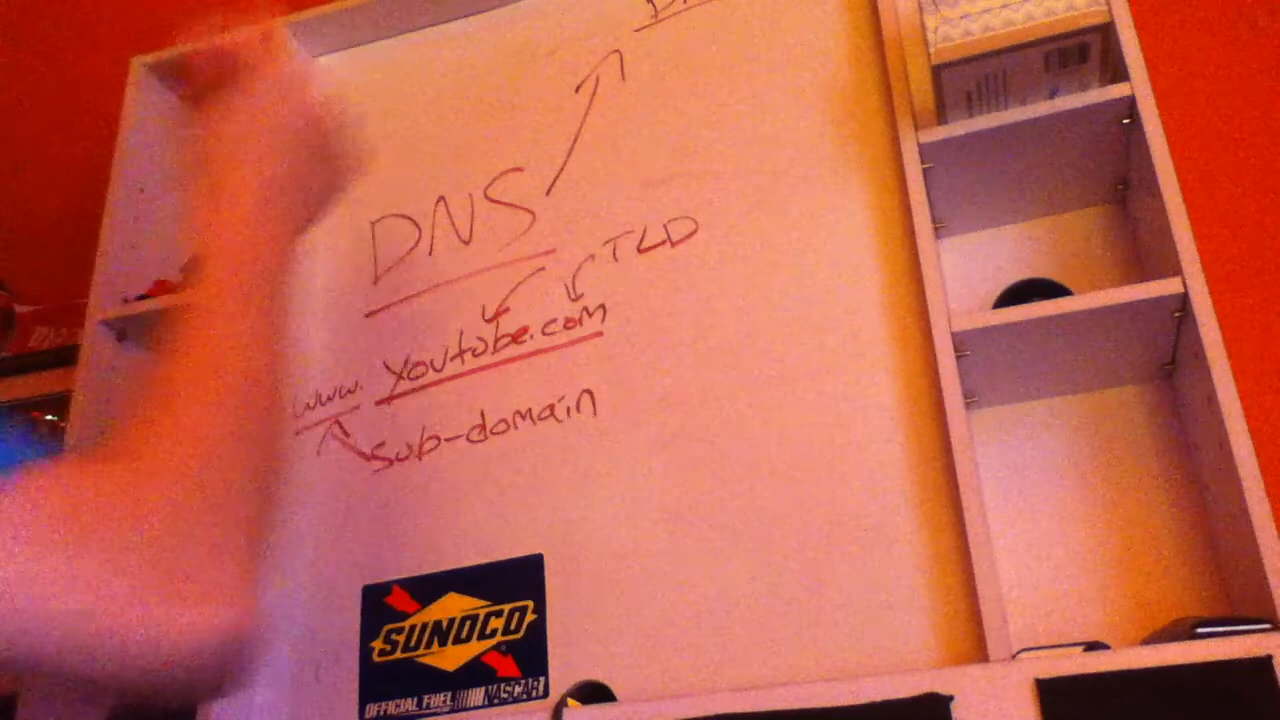 DNS
TLD
www. Youtube.com
sub-domain
SUNOCO
OFFICIAL FUEL NASCAR